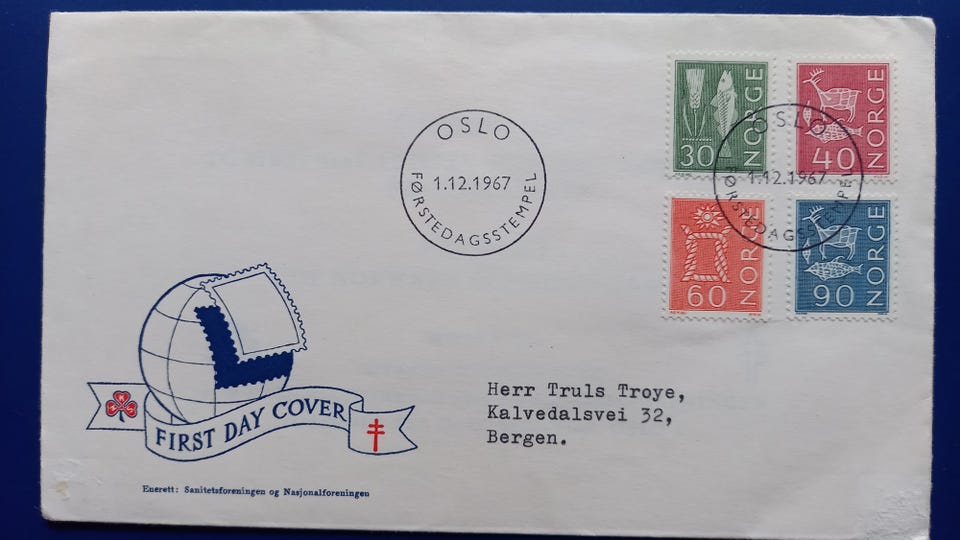 OSLO
1.12.1967
FØRSTEDAGSSTEMPEL
30 NORGE
40 NORGE
60 NORGE
90 NORGE
OSLO
1.12.1967
FØRSTEDAGSSTEMPEL
FIRST DAY COVER
Herr Truls Troye,
Kalvedalsvei 32,
Bergen.
Enerett: Sanitetsforeningen og Nasjonalforeningen